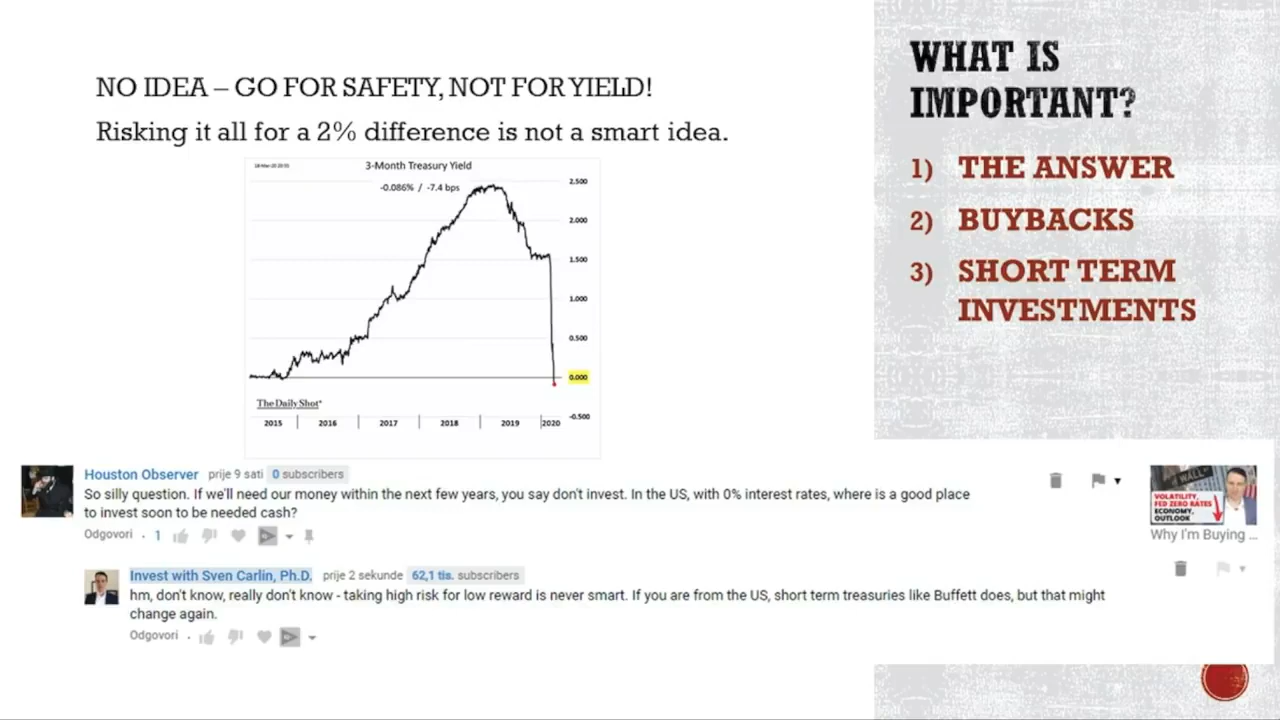 NO IDEA – GO FOR SAFETY, NOT FOR YIELD!
Risking it all for a 2% difference is not a smart idea.
3-Month Treasury Yield
-0.086% / -7.4 bps
2.500
2.000
1.500
1.000
0.500
0.000
-0.500
The Daily Shot
2015 2016 2017 2018 2019 2020
WHAT IS
IMPORTANT?
1) THE ANSWER
2) BUYBACKS
3) SHORT TERM
INVESTMENTS
Houston Observer prije 9 sati 0 subscribers
So silly question. If we'll need our money within the next few years, you say don't invest. In the US, with 0% interest rates, where is a good place
to invest soon to be needed cash?
Odgovori · 1
WALL
VOLATILITY,
FED ZERO RATES
ECONOMY,
OUTLOOK
Why I'm Buying ...
Invest with Sven Carlin, Ph.D. prije 2 sekunde 62,1 tis. subscribers
hm, don't know, really don't know - taking high risk for low reward is never smart. If you are from the US, short term treasuries like Buffett does, but that might
change again.
Odgovori ·